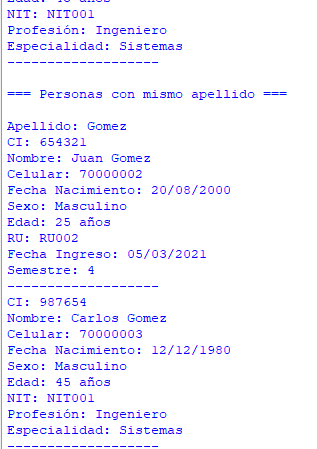 Edad: 45 años
NIT: NIT001
Profesión: Ingeniero
Especialidad: Sistemas
-------------------
=== Personas con mismo apellido ===
Apellido: Gomez
CI: 654321
Nombre: Juan Gomez
Celular: 70000002
Fecha Nacimiento: 20/08/2000
Sexo: Masculino
Edad: 25 años
RU: RU002
Fecha Ingreso: 05/03/2021
Semestre: 4
-------------------
CI: 987654
Nombre: Carlos Gomez
Celular: 70000003
Fecha Nacimiento: 12/12/1980
Sexo: Masculino
Edad: 45 años
NIT: NIT001
Profesión: Ingeniero
Especialidad: Sistemas
-------------------